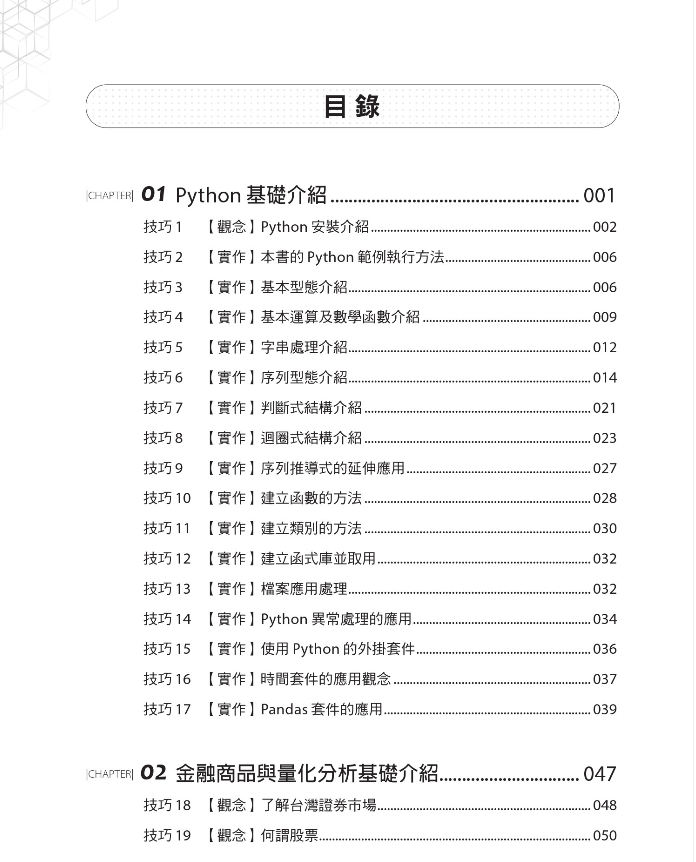 目錄
|CHAPTER| 01 Python 基礎介紹 001
技巧 1 【觀念】Python 安裝介紹 002
技巧 2 【實作】本書的 Python 範例執行方法 006
技巧 3 【實作】基本型態介紹 006
技巧 4 【實作】基本運算及數學函數介紹 009
技巧 5 【實作】字串處理介紹 012
技巧 6 【實作】序列型態介紹 014
技巧 7 【實作】判斷式結構介紹 021
技巧 8 【實作】迴圈式結構介紹 023
技巧 9 【實作】序列推導式的延伸應用 027
技巧 10 【實作】建立函數的方法 028
技巧 11 【實作】建立類別的方法 030
技巧 12 【實作】建立函式庫並取用 032
技巧 13 【實作】檔案應用處理 032
技巧 14 【實作】Python 異常處理的應用 034
技巧 15 【實作】使用 Python 的外掛套件 036
技巧 16 【實作】時間套件的應用觀念 037
技巧 17 【實作】Pandas 套件的應用 039
|CHAPTER| 02 金融商品與量化分析基礎介紹 047
技巧 18 【觀念】了解台灣證券市場 048
技巧 19 【觀念】何謂股票 050